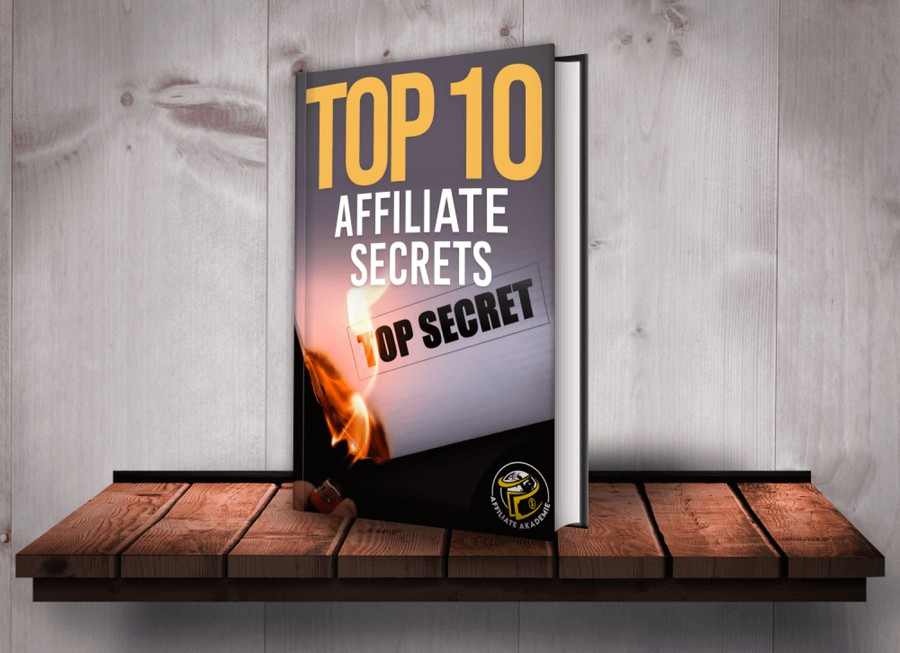 TOP 10
AFFILIATE
SECRETS
TOP SECRET
AFFILIATE AKADEMIE